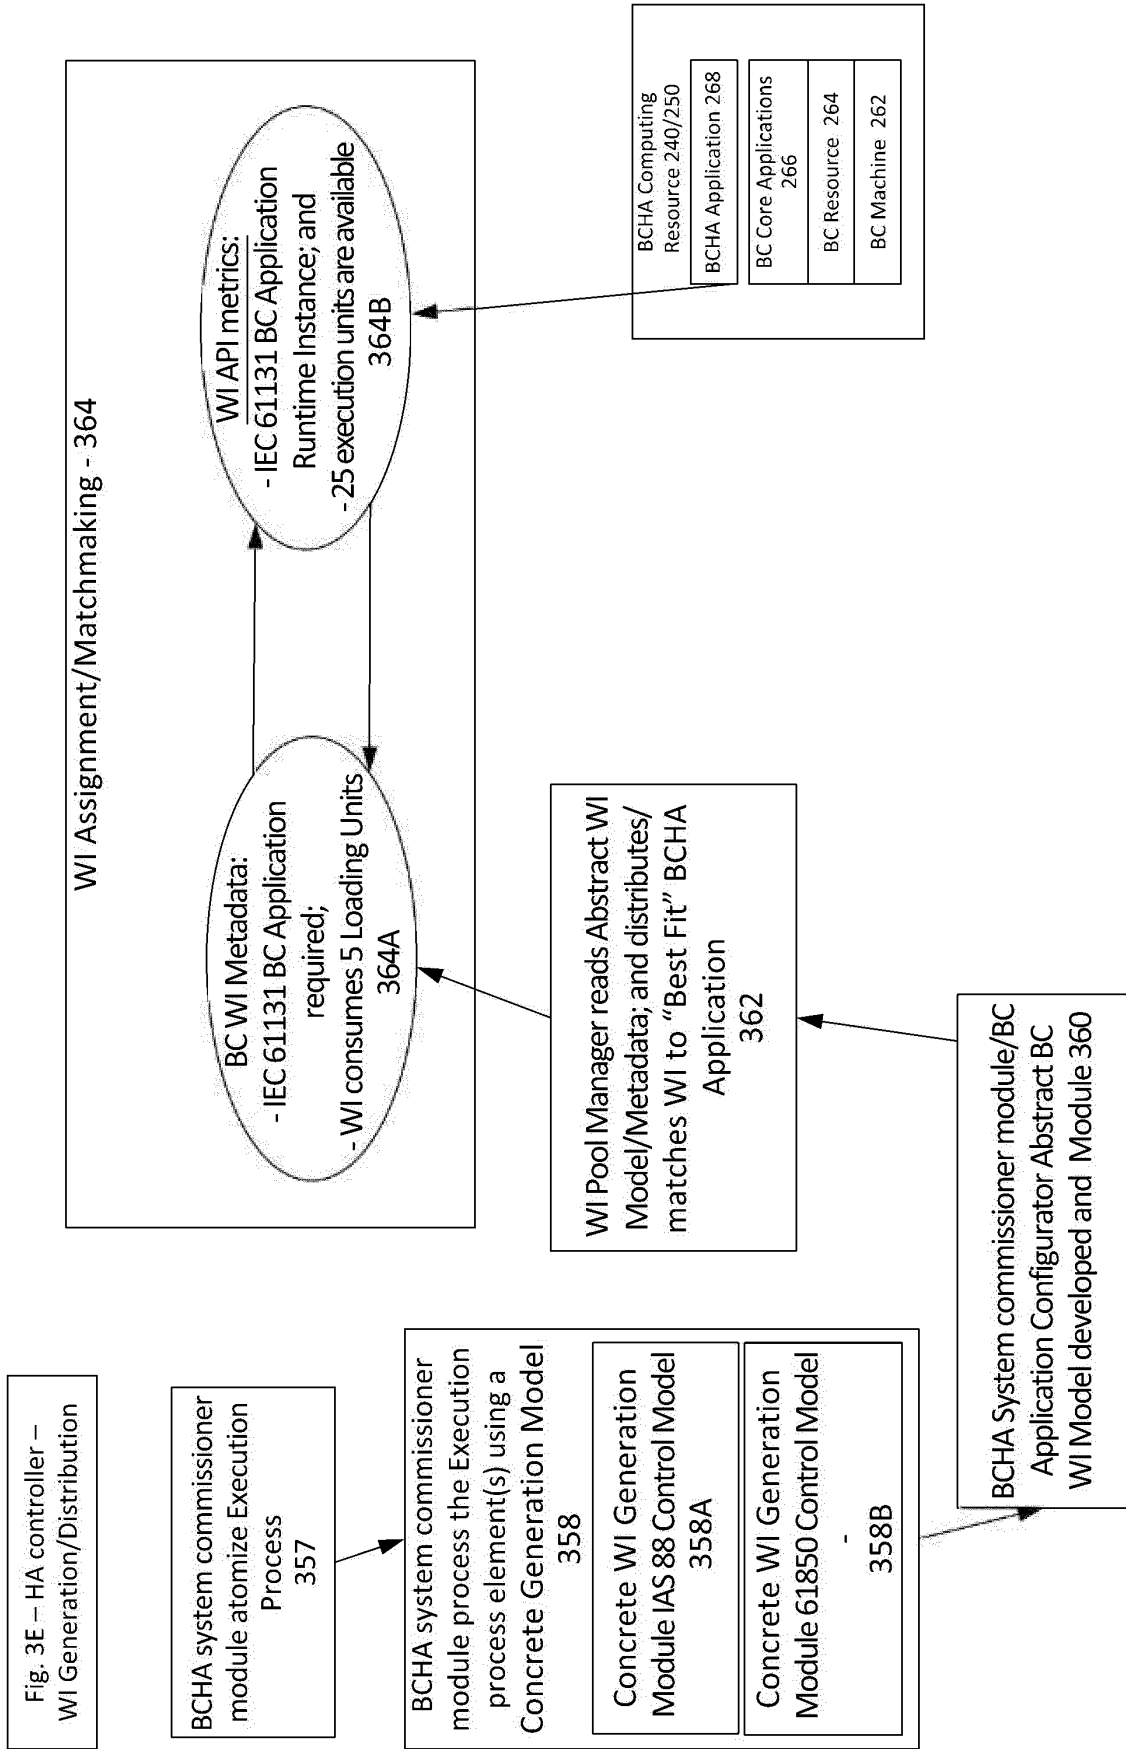 Fig. 3E – HA controller –
WI Generation/Distribution
BCHA system commissioner
module atomize Execution
Process
357
BCHA system commissioner
module process the Execution
process element(s) using a
Concrete Generation Model
358
Concrete WI Generation
Module IAS 88 Control Model
358A
Concrete WI Generation
Module 61850 Control Model
-
358B
BCHA System commissioner module/BC
Application Configurator Abstract BC
WI Model developed and Module 360
WI Pool Manager reads Abstract WI
Model/Metadata; and distributes/
matches WI to “Best Fit” BCHA
Application
362
WI Assignment/Matchmaking - 364
BC WI Metadata:
- IEC 61131 BC Application
required;
- WI consumes 5 Loading Units
364A
WI API metrics:
- IEC 61131 BC Application
Runtime Instance; and
- 25 execution units are available
364B
BCHA Computing
Resource 240/250
BCHA Application 268
BC Core Applications
266
BC Resource 264
BC Machine 262